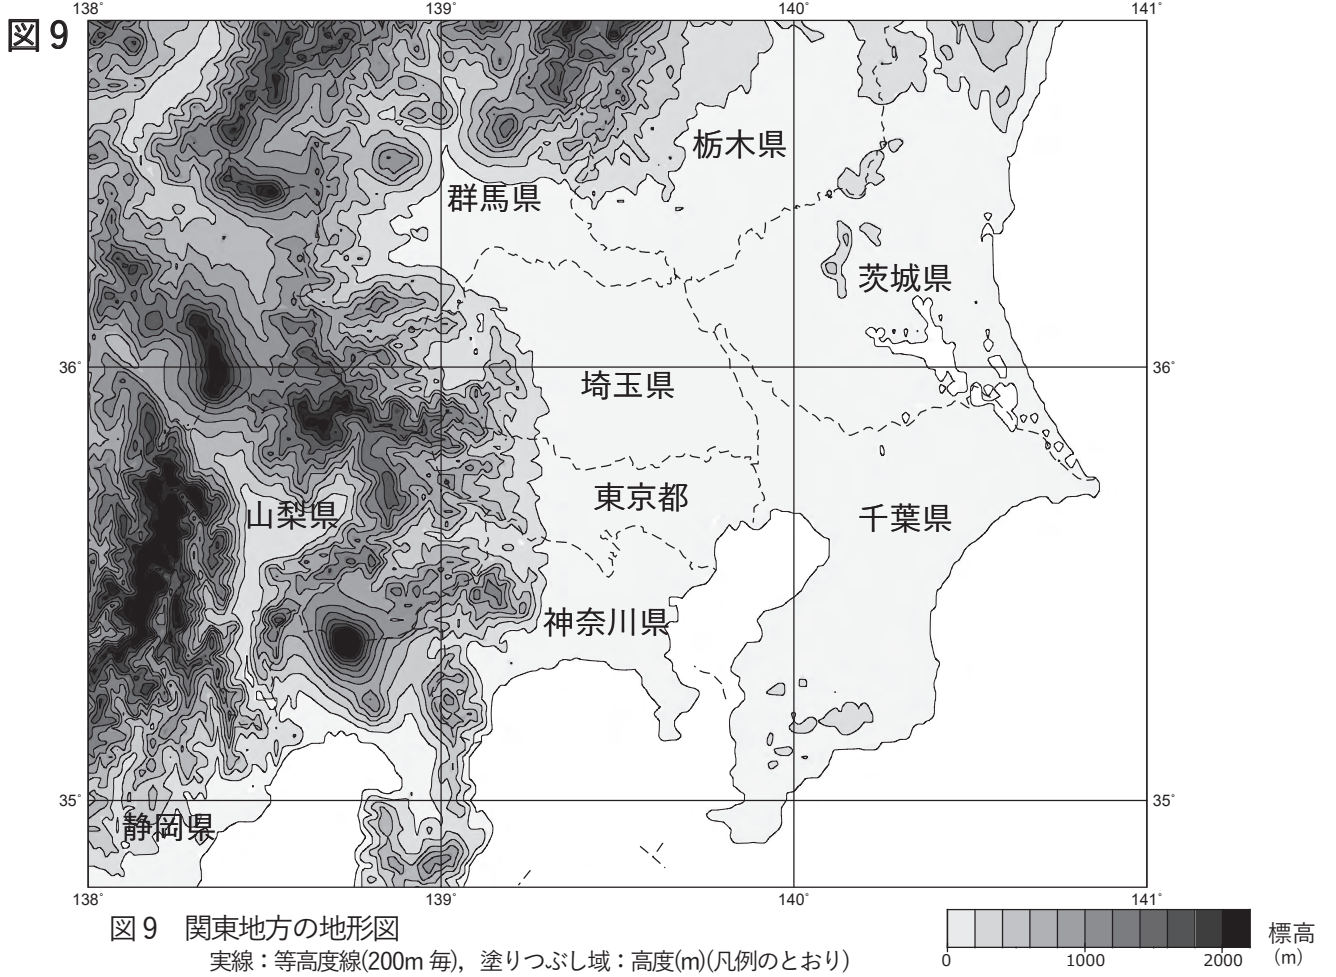 図9
138°
139°
140°
141°
栃木県
群馬県
茨城県
36°
36°
埼玉県
東京都
山梨県
千葉県
神奈川県
35°
35°
静岡県
138°
139°
140°
141°
図9 関東地方の地形図
実線：等高度線(200m 毎)，塗りつぶし域：高度(m)(凡例のとおり)
0
1000
2000
標高
(m)